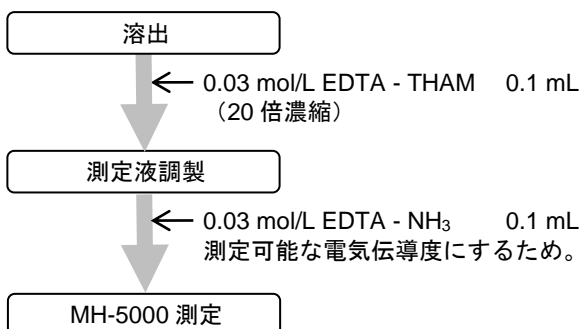 溶出
0.03 mol/L EDTA - THAM 0.1 mL
（20 倍濃縮）
測定液調製
0.03 mol/L EDTA - NH₃ 0.1 mL
測定可能な電気伝導度にするため。
MH-5000 測定